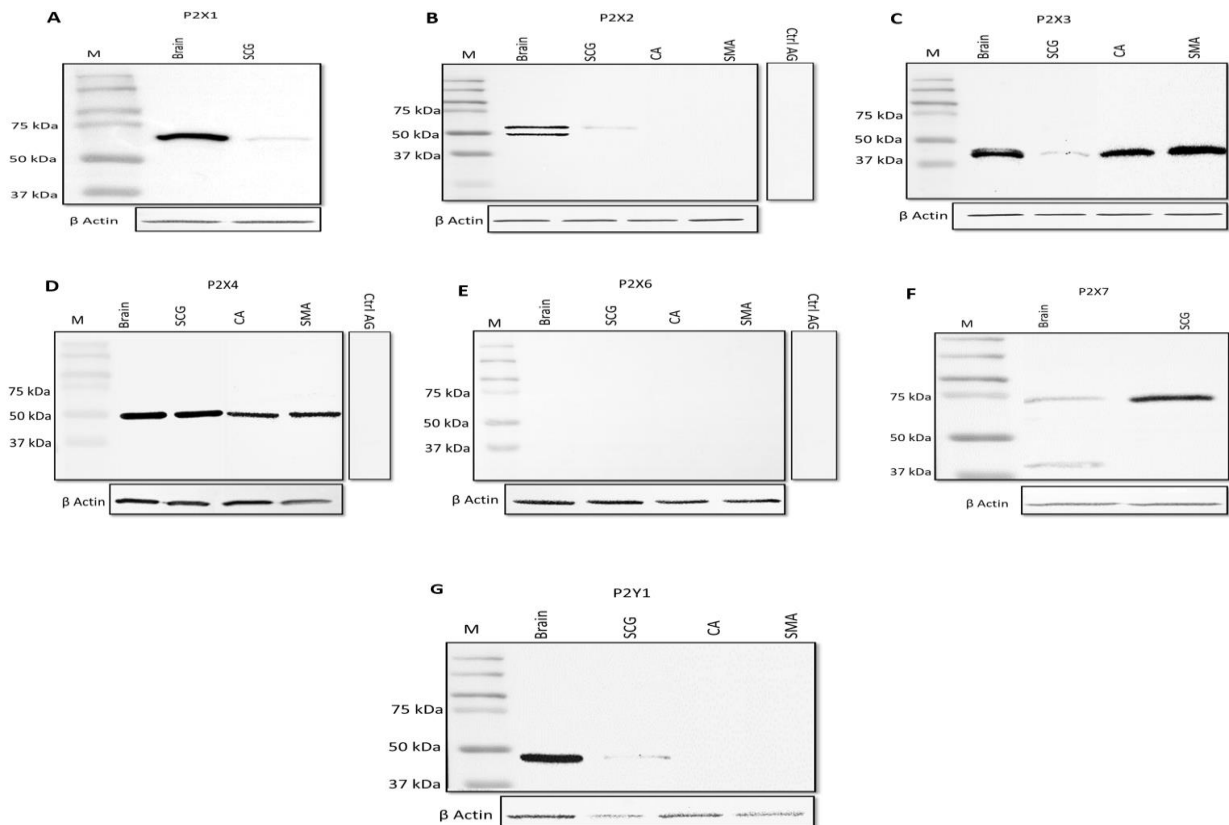 A
P2X1
M Brain SCG
75 kDa
50 kDa
37 kDa
β Actin
B
P2X2
M Brain SCG CA SMA Ctrl AG
75 kDa
50 kDa
37 kDa
β Actin
C
P2X3
M Brain SCG CA SMA
75 kDa
50 kDa
37 kDa
β Actin
D
P2X4
M Brain SCG CA SMA Ctrl AG
75 kDa
50 kDa
37 kDa
β Actin
E
P2X6
M Brain SCG CA SMA Ctrl AG
75 kDa
50 kDa
37 kDa
β Actin
F
P2X7
M Brain SCG
75 kDa
50 kDa
37 kDa
β Actin
G
P2Y1
M Brain SCG CA SMA
75 kDa
50 kDa
37 kDa
β Actin